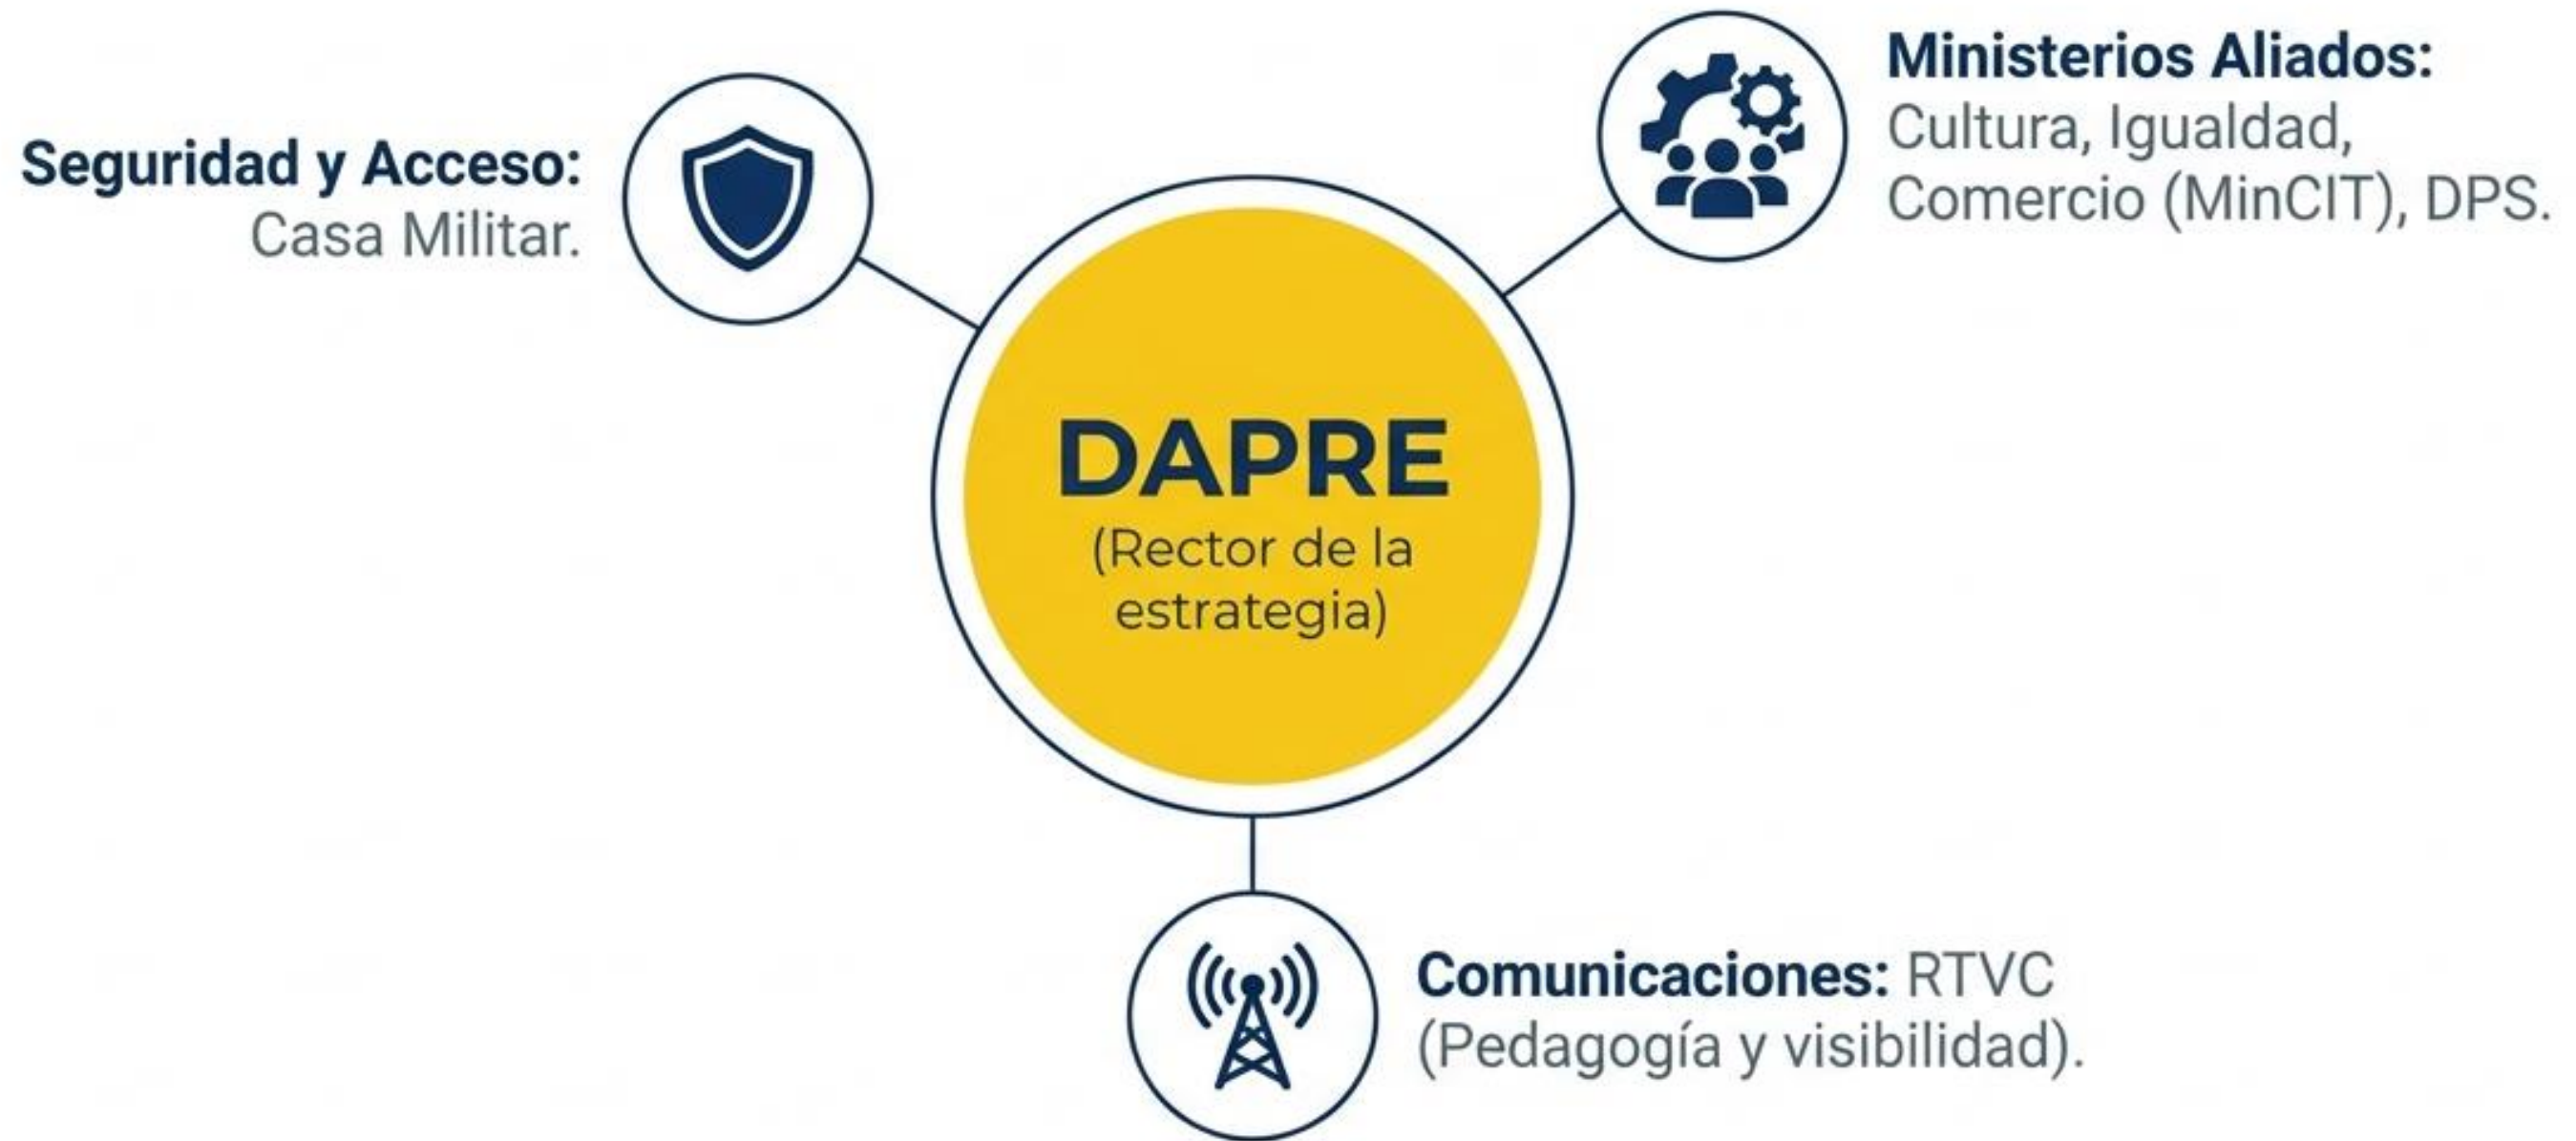 Seguridad y Acceso:
Casa Militar.
Ministerios Aliados:
Cultura, Igualdad,
Comercio (MinCIT), DPS.
DAPRE
(Rector de la
estrategia)
Comunicaciones: RTVC
(Pedagogía y visibilidad).